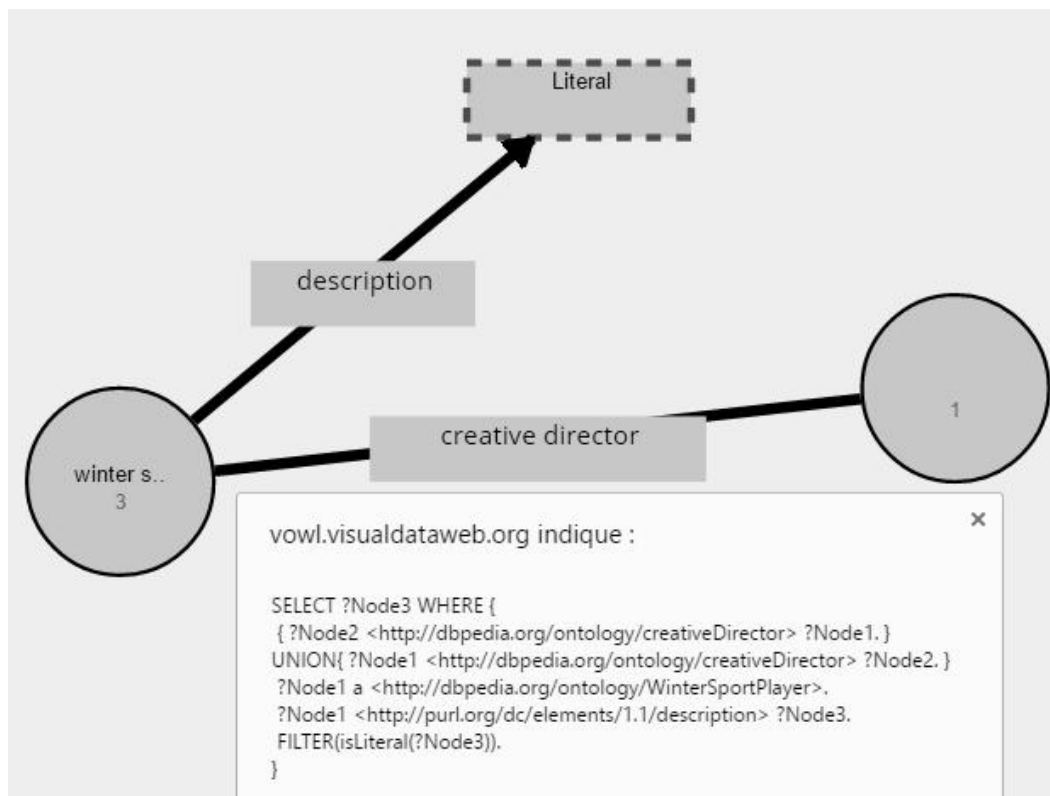 Literal
description
creative director
1
winter s..
3
vowl.visualdataweb.org indique :
×
SELECT ?Node3 WHERE {
{ ?Node2 <http://dbpedia.org/ontology/creativeDirector> ?Node1. }
UNION{ ?Node1 <http://dbpedia.org/ontology/creativeDirector> ?Node2. }
?Node1 a <http://dbpedia.org/ontology/WinterSportPlayer>.
?Node1 <http://purl.org/dc/elements/1.1/description> ?Node3.
FILTER(isLiteral(?Node3)).
}